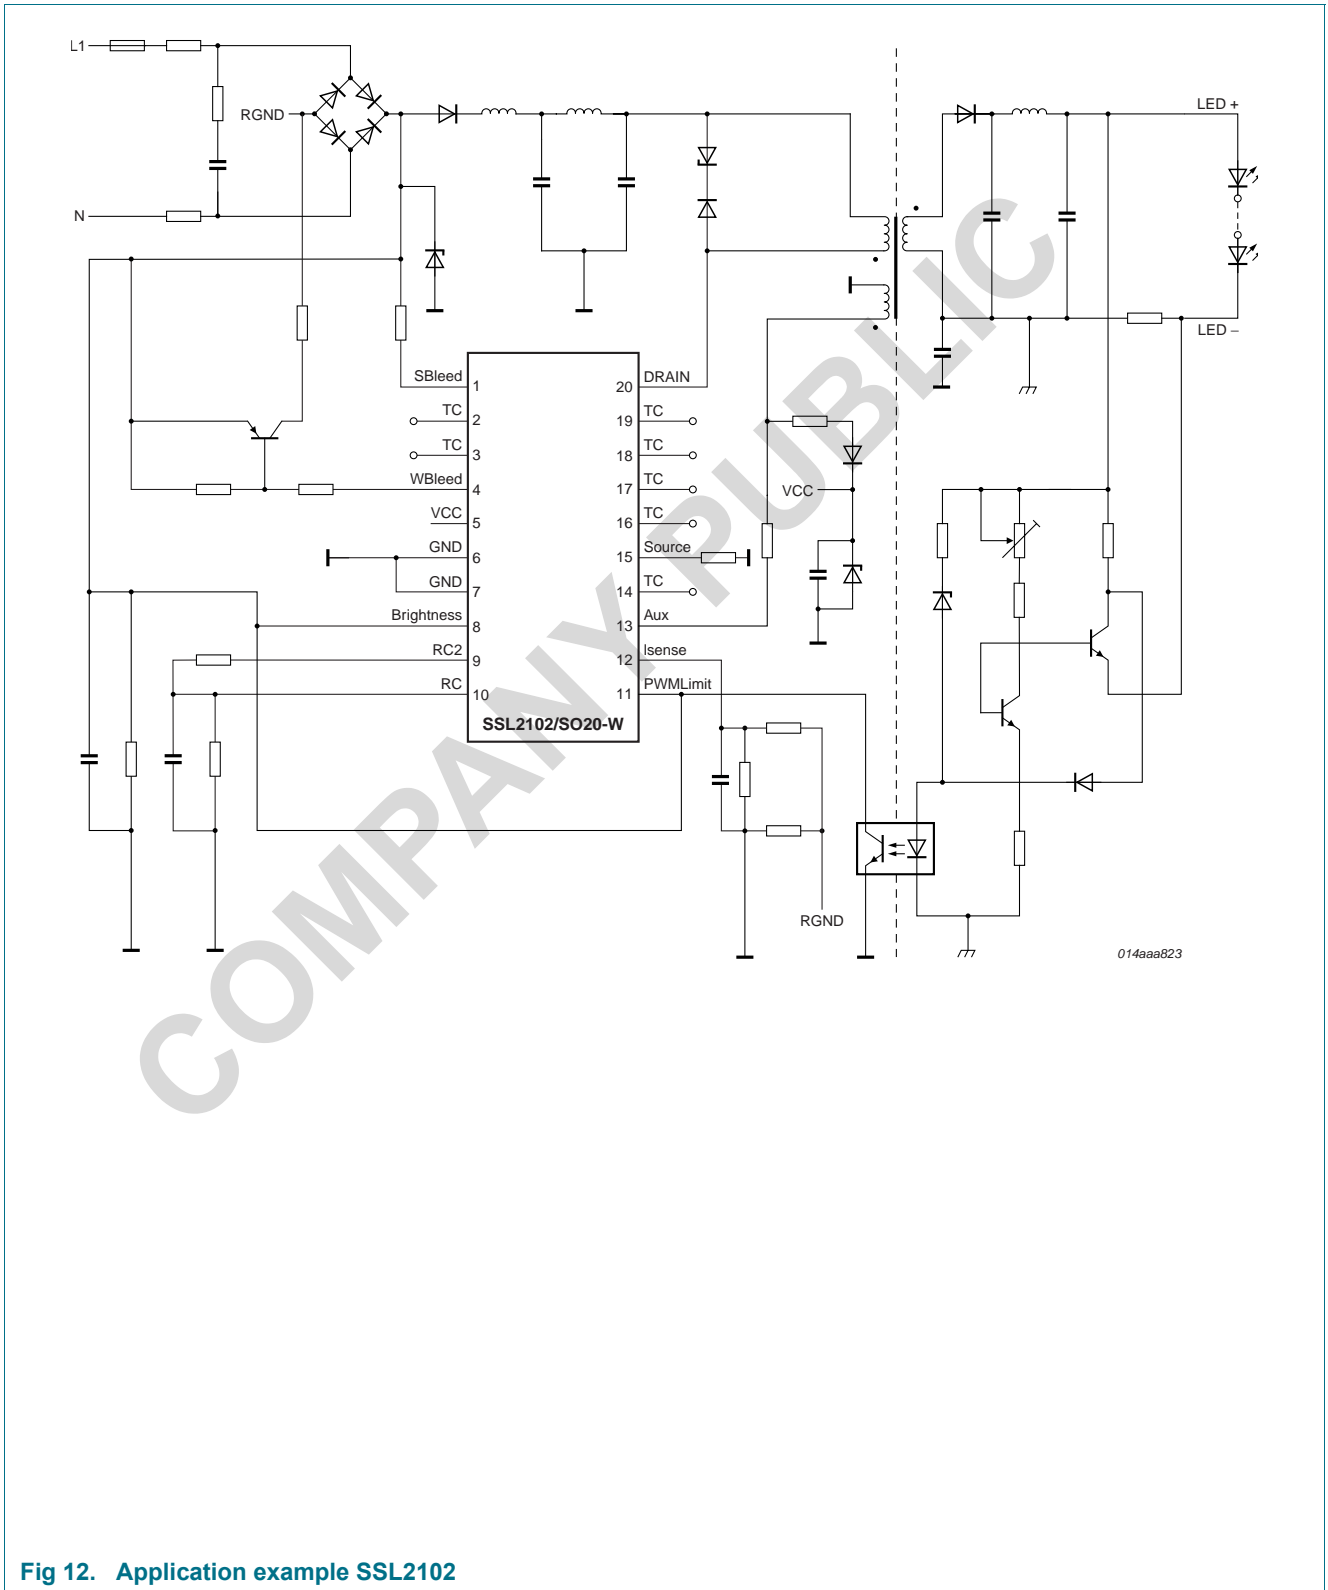 L1
LED +
RGND
N
LED –
SBleed 1
20 DRAIN
TC 2
19 TC
TC 3
18 TC
WBleed 4
17 TC
VCC
VCC 5
16 TC
GND 6
15 Source
GND 7
14 TC
Brightness 8
13 Aux
RC2 9
12 Isense
RC 10
11 PWMLimit
SSL2102/SO20-W
RGND
014aaa823
COMPANY PUBLIC
Fig 12. Application example SSL2102